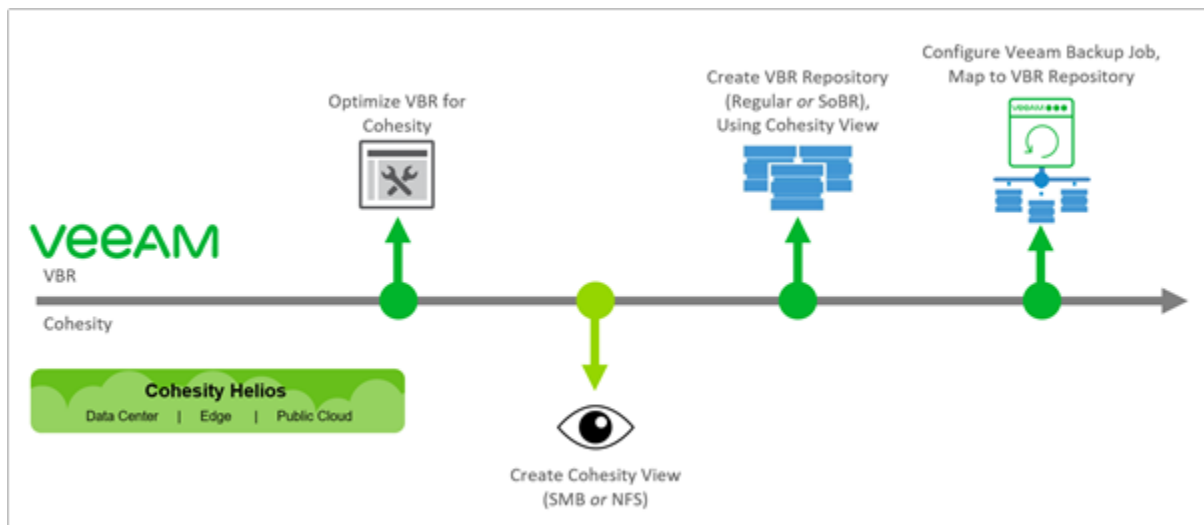 Configure Veeam Backup Job,
Map to VBR Repository
Create VBR Repository
(Regular or SoBR),
Using Cohesity View
Optimize VBR for
Cohesity
VEEAM
VEEAM
VBR
Cohesity
Cohesity Helios
Data Center | Edge | Public Cloud
Create Cohesity View
(SMB or NFS)